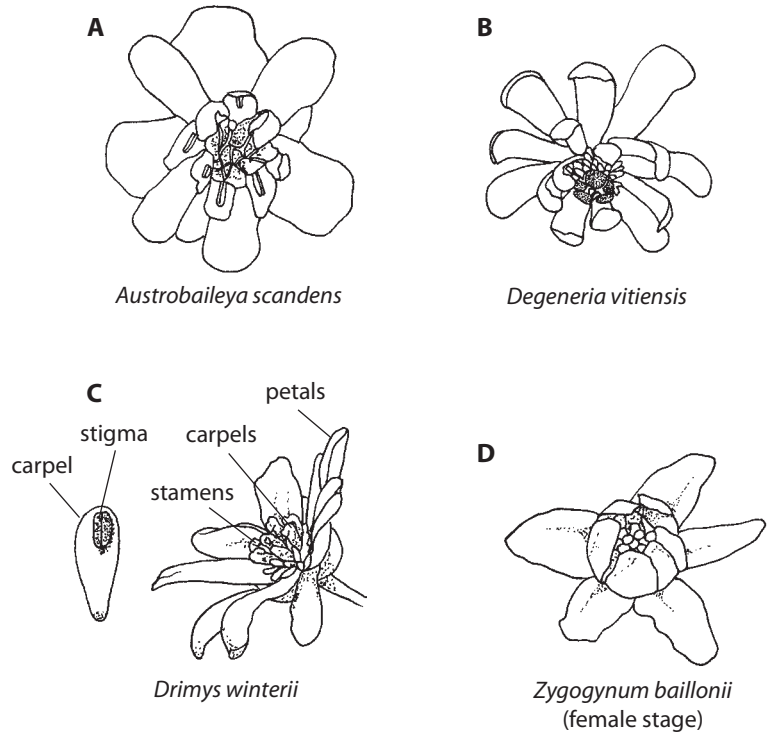 A
Austrobaileya scandens
B
Degeneria vitiensis
C
petals
stigma
carpels
carpel
stamens
Drimys winterii
D
Zygogynum baillonii
(female stage)